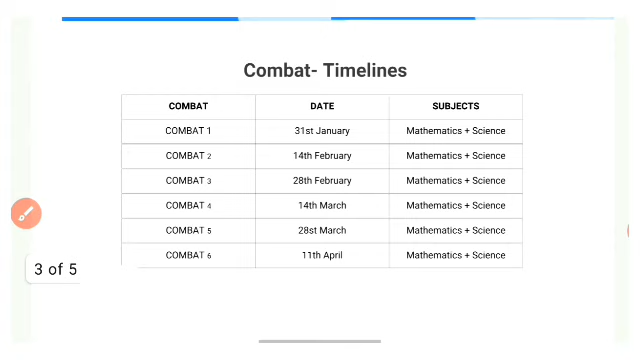 Combat- Timelines
COMBAT DATE SUBJECTS
COMBAT 1 31st January Mathematics + Science
COMBAT 2 14th February Mathematics + Science
COMBAT 3 28th February Mathematics + Science
COMBAT 4 14th March Mathematics + Science
COMBAT 5 28st March Mathematics + Science
COMBAT 6 11th April Mathematics + Science
3 of 5